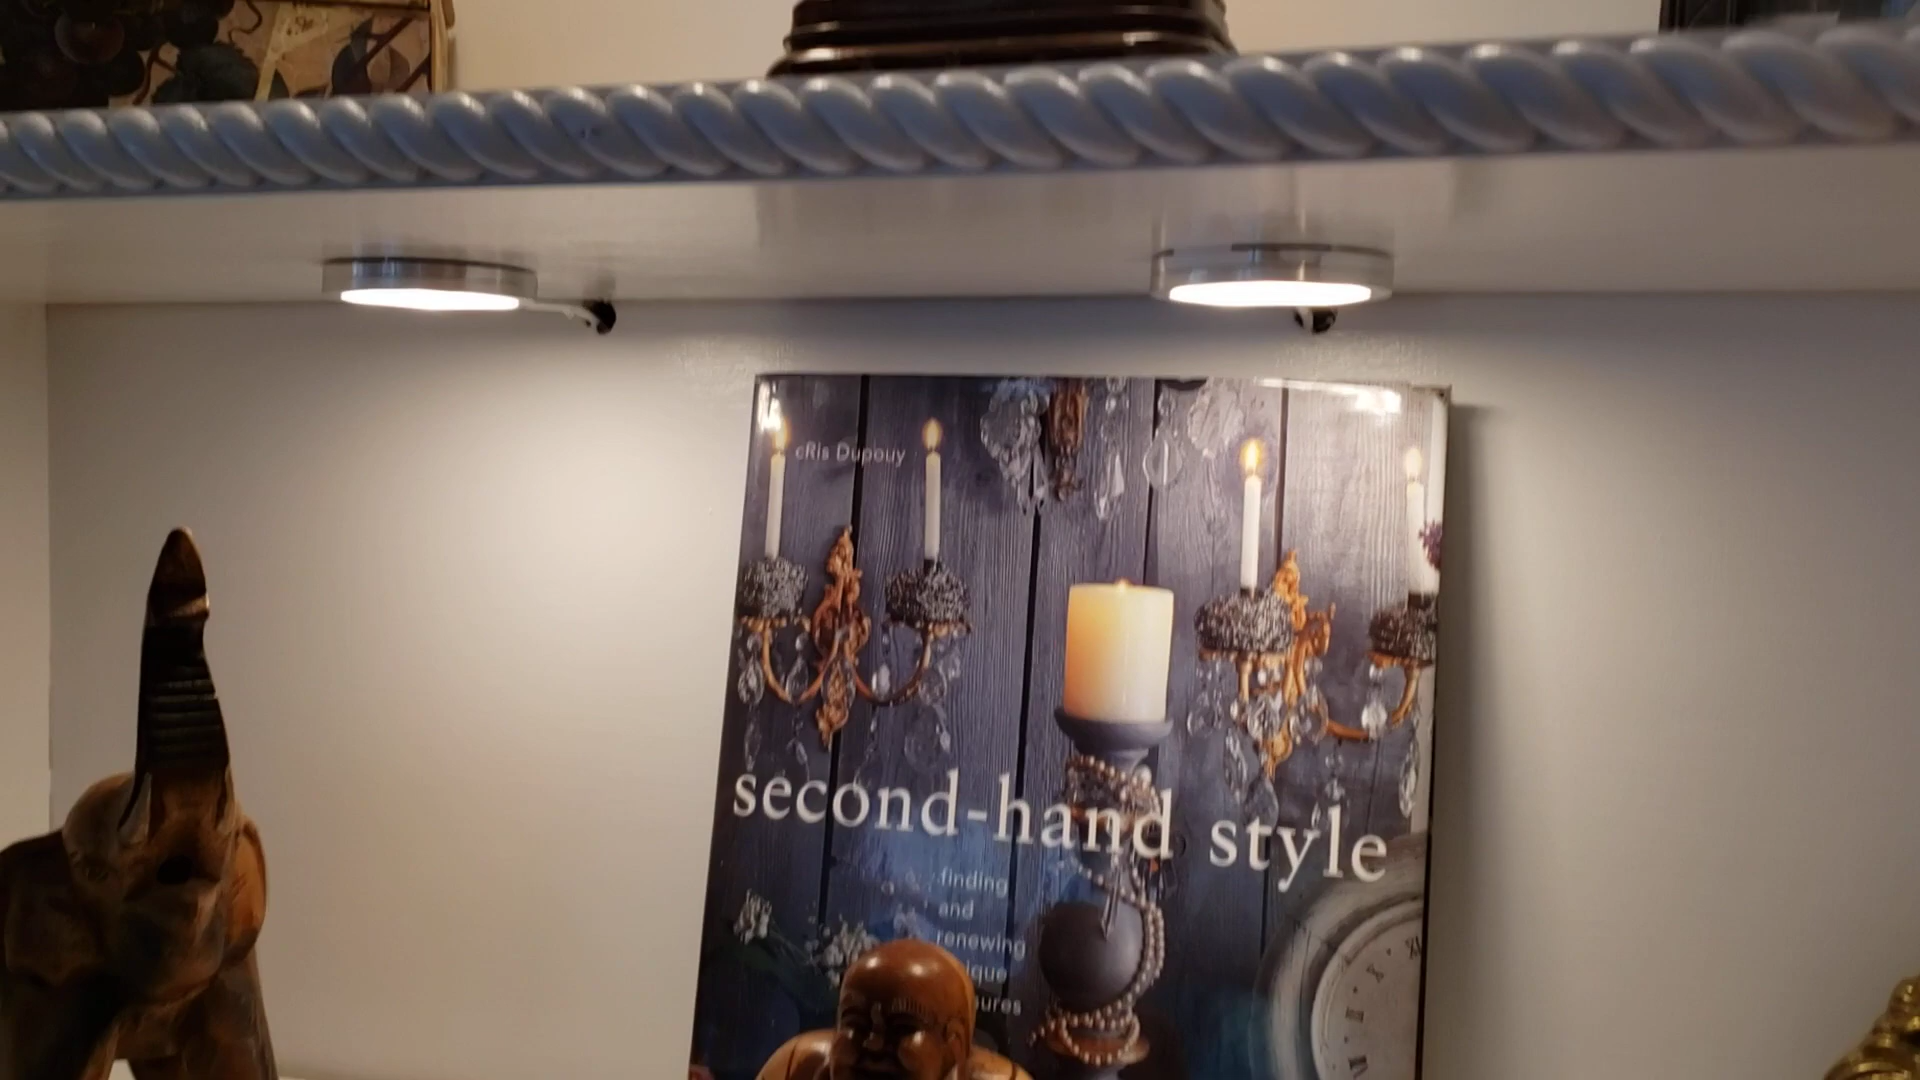 cRis Dupouy
second-hand style
finding
and
renewing